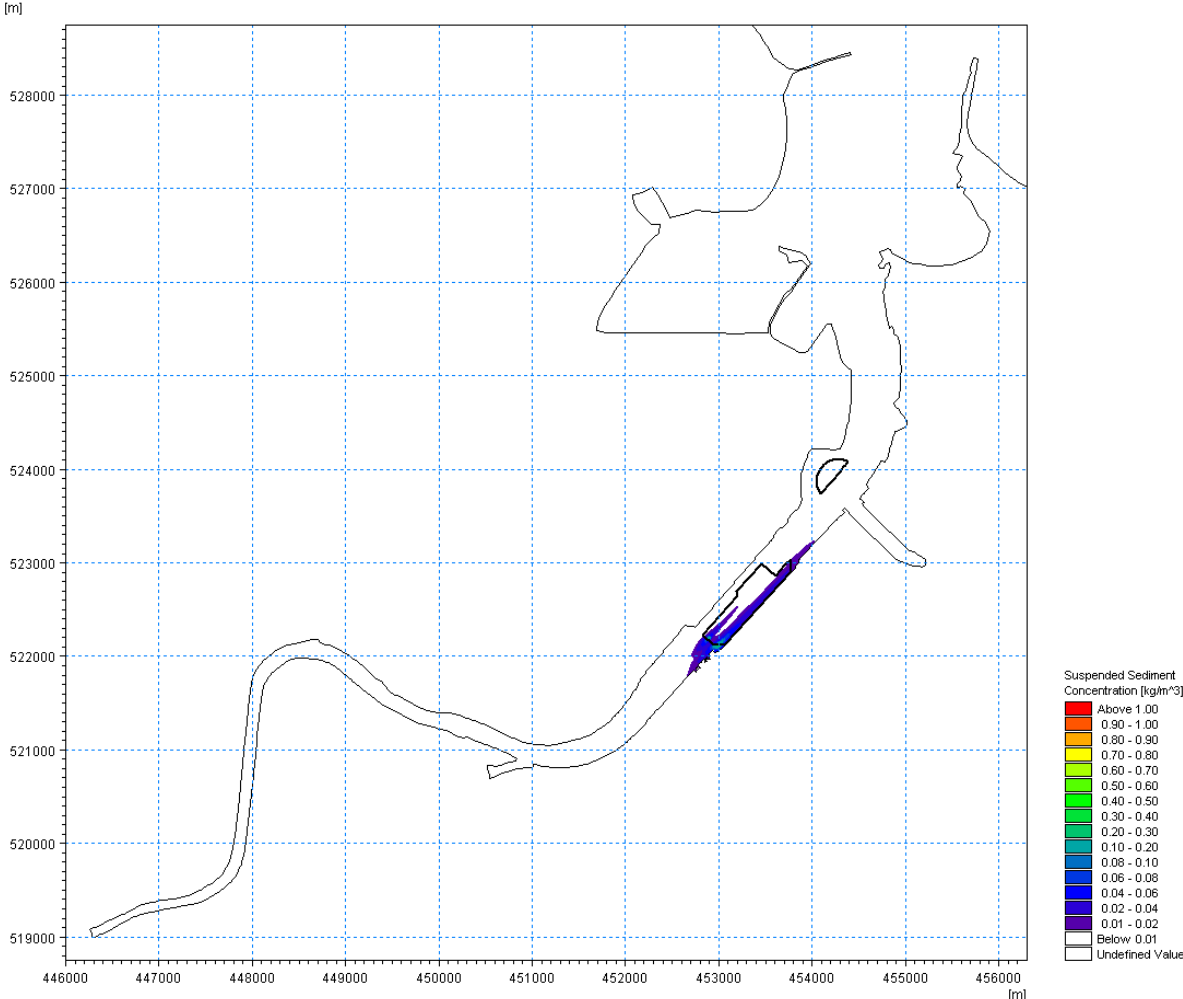 [m]
528000
527000
526000
525000
524000
523000
522000
521000
520000
519000
446000 447000 448000 449000 450000 451000 452000 453000 454000 455000 456000
[m]
Suspended Sediment
Concentration [kg/m^3]
Above 1.00
0.90 - 1.00
0.80 - 0.90
0.70 - 0.80
0.60 - 0.70
0.50 - 0.60
0.40 - 0.50
0.30 - 0.40
0.20 - 0.30
0.10 - 0.20
0.08 - 0.10
0.06 - 0.08
0.04 - 0.06
0.02 - 0.04
0.01 - 0.02
Below 0.01
Undefined Value